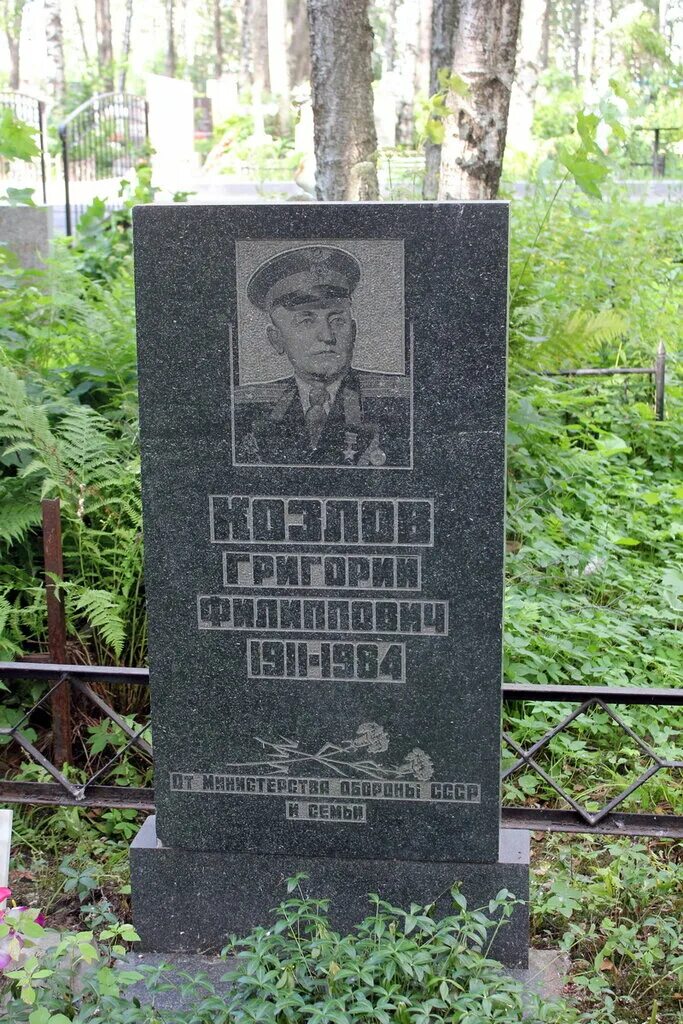 КОЗЛОВ
ГРИГОРИЙ
ФИЛИППОВИЧ
1911-1984
ОТ МИНИСТЕРСТВА ОБОРОНЫ СССР
И СЕМЬИ